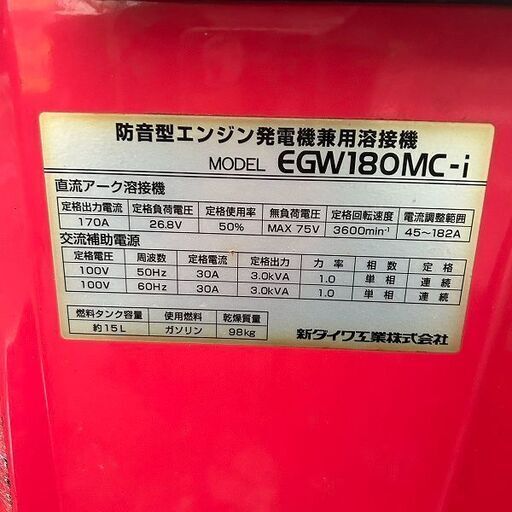 防音型エンジン発電機兼用溶接機
MODEL EGW180MC-i
直流アーク溶接機
定格出力電流 定格負荷電圧 定格使用率 無負荷電圧 定格回転速度 電流調整範囲
170A 26.8V 50% MAX 75V 3600min⁻¹ 45～182A
交流補助電源
定格電圧 周波数 定格電流 定格出力 力率 相数 定格
100V 50Hz 30A 3.0kVA 1.0 単相 連続
100V 60Hz 30A 3.0kVA 1.0 単相 連続
燃料タンク容量 使用燃料 乾燥質量
約15L ガソリン 98kg
新ダイワ工業株式会社